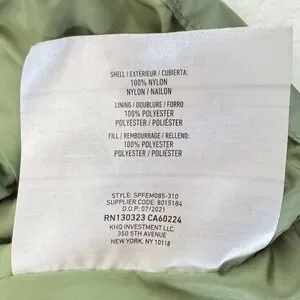 SHELL / EXTÉRIEUR / CUBIERTA:
100% NYLON
NYLON / NAILON
LINING / DOUBLURE / FORRO
100% POLYESTER
POLYESTER / POLIÉSTER
FILL / REMBOURRAGE / RELLENO:
100% POLYESTER
POLYESTER / POLIÉSTER
STYLE: SPFEM085-310
SUPPLIER CODE: 8015184
D.O.P: 07/2021
RN130323 CA60224
KHQ INVESTMENT LLC.
350 5TH AVENUE
NEW YORK, NY 10118